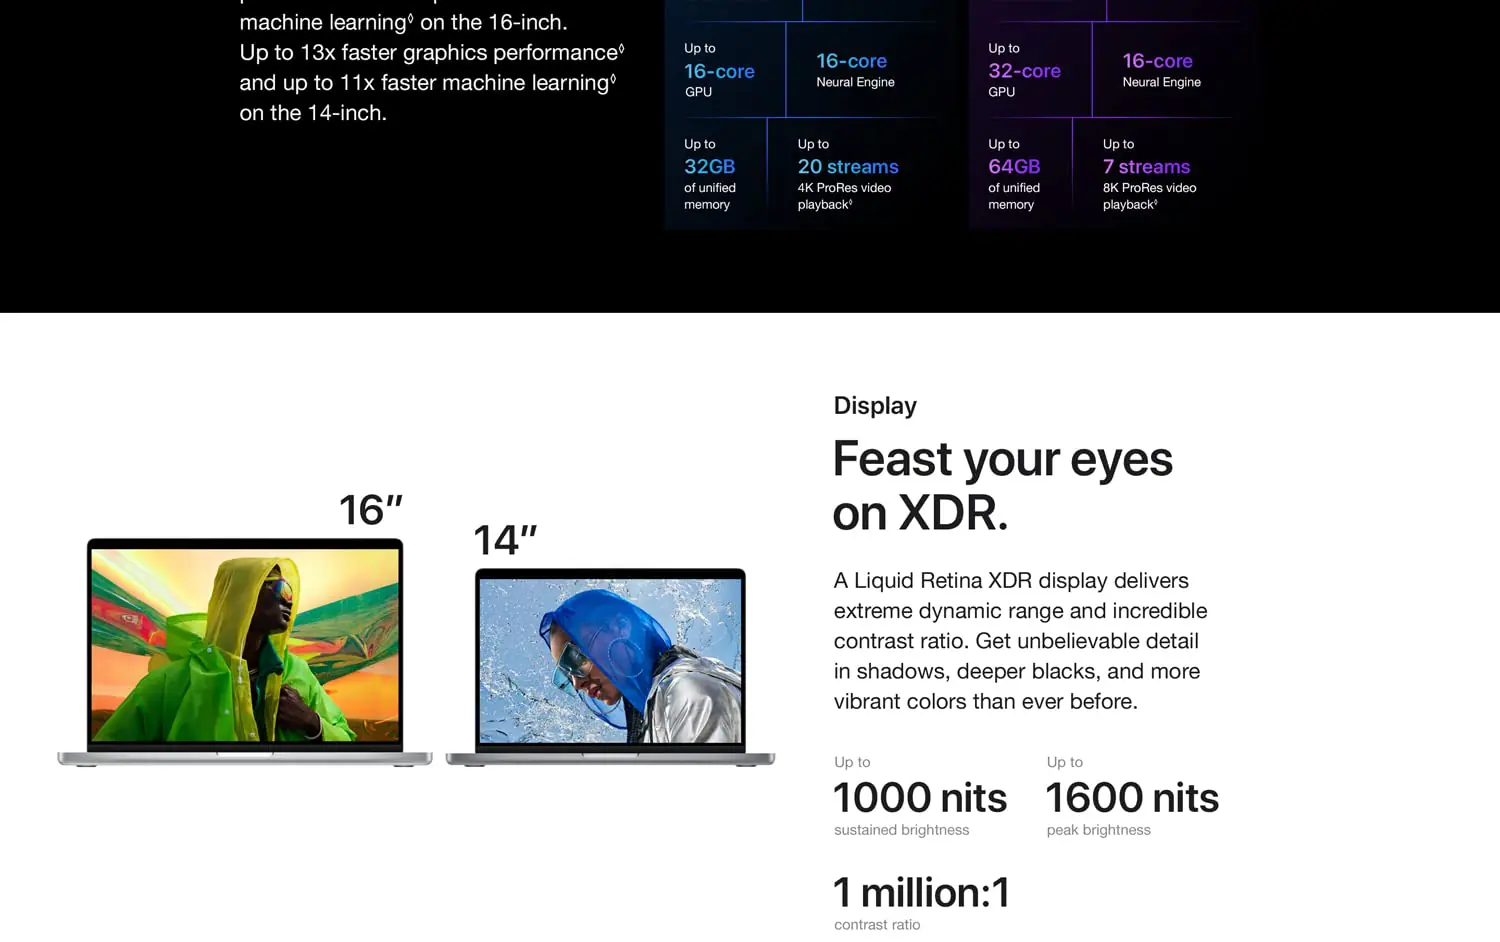 machine learning◊ on the 16-inch.
Up to 13x faster graphics performance◊
and up to 11x faster machine learning◊
on the 14-inch.
Up to
16-core
GPU
16-core
Neural Engine
Up to
32GB
of unified
memory
Up to
20 streams
4K ProRes video
playback◊
Up to
32-core
GPU
16-core
Neural Engine
Up to
64GB
of unified
memory
Up to
7 streams
8K ProRes video
playback◊
16”
14”
Display
Feast your eyes
on XDR.
A Liquid Retina XDR display delivers
extreme dynamic range and incredible
contrast ratio. Get unbelievable detail
in shadows, deeper blacks, and more
vibrant colors than ever before.
Up to
1000 nits
sustained brightness
Up to
1600 nits
peak brightness
1 million:1
contrast ratio